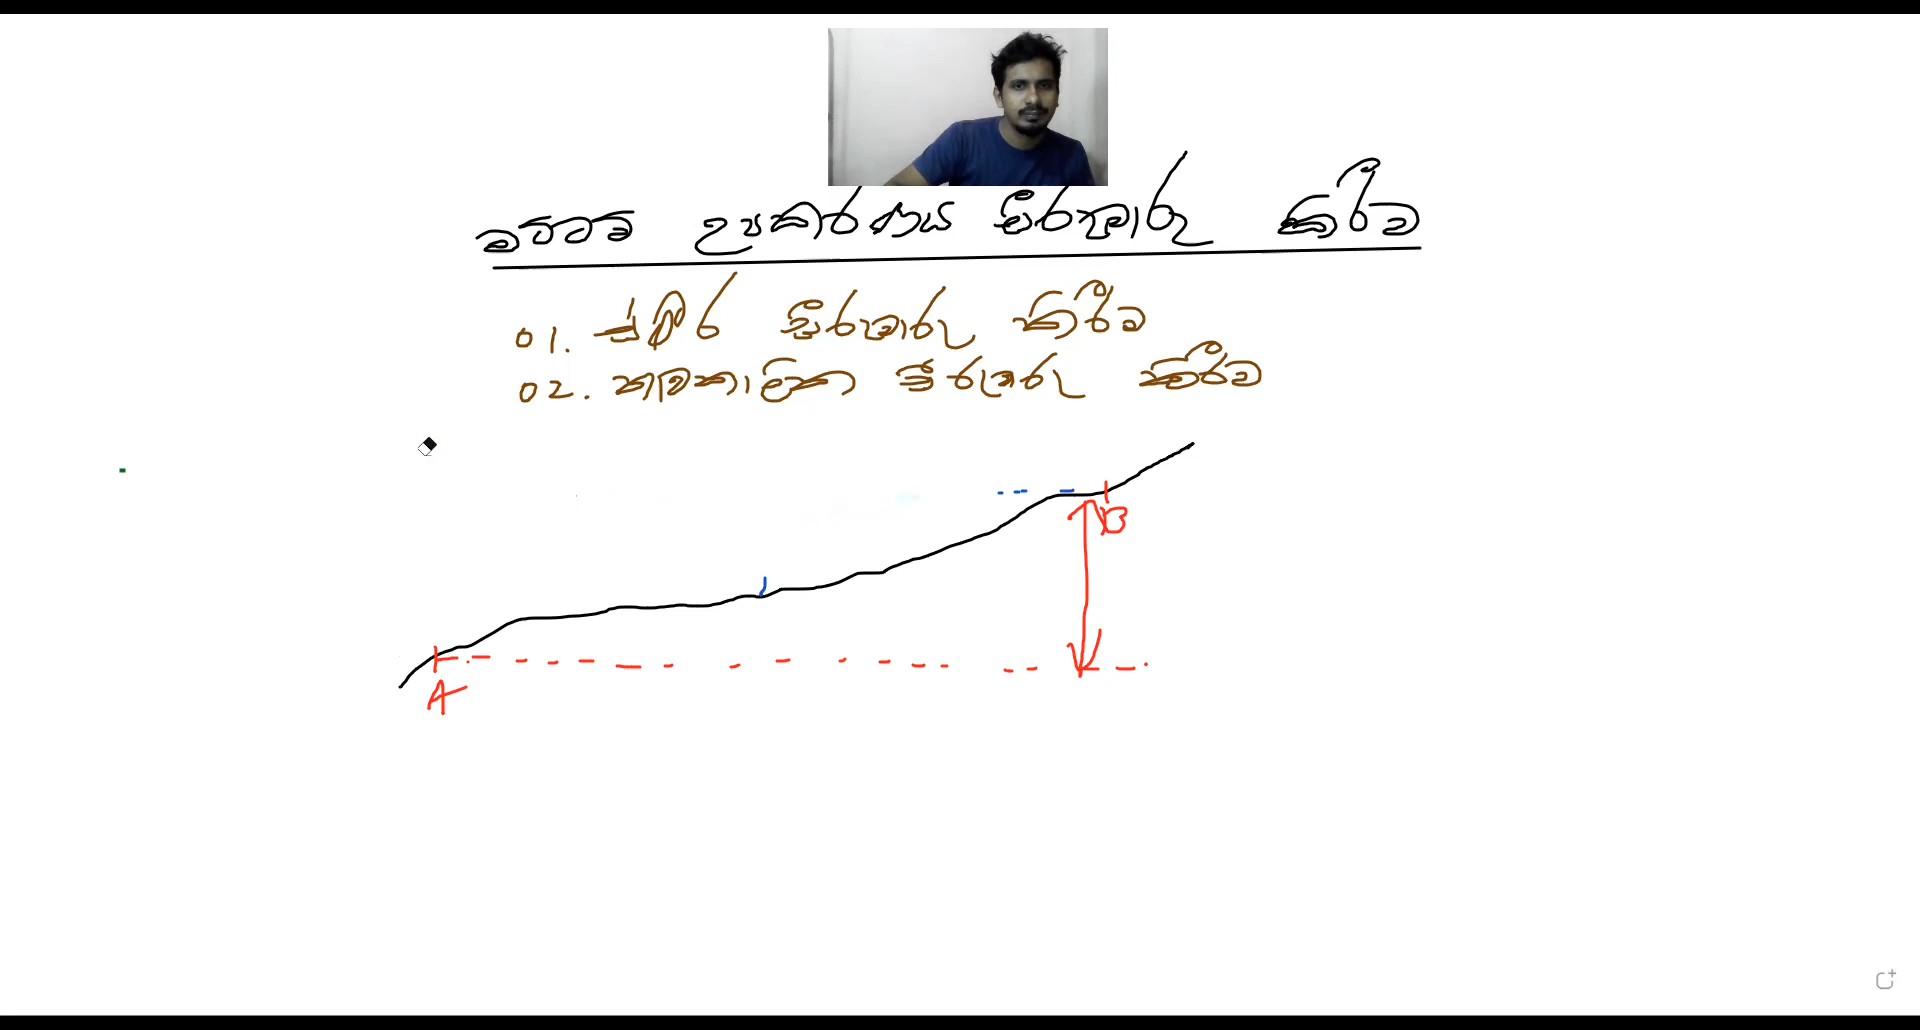 මට්ටම් උපකරණය සීරුමාරු කිරීම
01. ස්ථිර සීරුමාරු කිරීම
02. තාවකාලික සීරුමාරු කිරීම
B
A